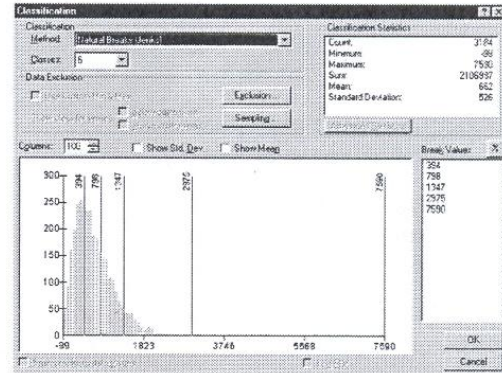 Classification
Classification
Method: Natural Breaks (Jenks)
Classes: 5
Data Exclusion
Exclusion...
Sampling...
Classification Statistics
Count: 3184
Minimum: -99
Maximum: 7590
Sum: 2106937
Mean: 662
Standard Deviation: 526
Columns: 100
Show Std. Dev.
Show Mean
Break Values: %
394
798
1347
2975
7590
300
250
200
150
100
50
0
394
798
1347
2975
7590
-99
1823
3746
5668
7590
OK
Cancel